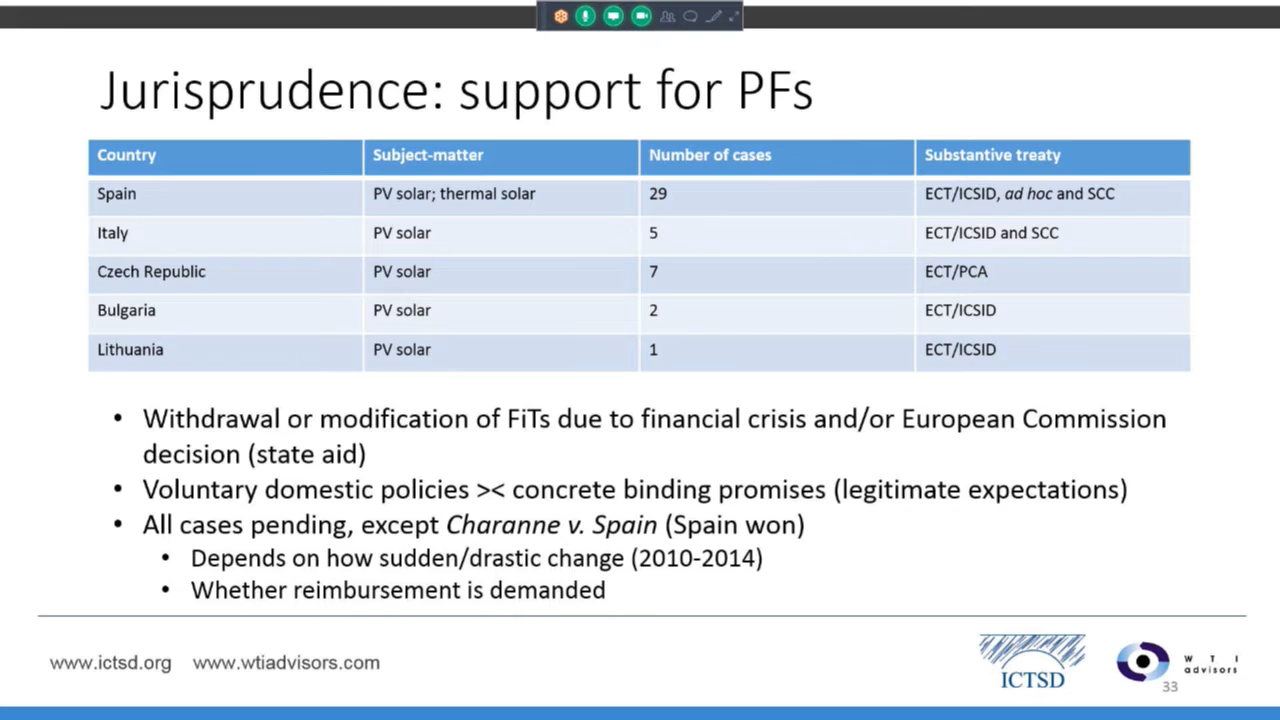 Jurisprudence: support for PFs
Country Subject-matter Number of cases Substantive treaty
Spain PV solar; thermal solar 29 ECT/ICSID, ad hoc and SCC
Italy PV solar 5 ECT/ICSID and SCC
Czech Republic PV solar 7 ECT/PCA
Bulgaria PV solar 2 ECT/ICSID
Lithuania PV solar 1 ECT/ICSID
• Withdrawal or modification of FiTs due to financial crisis and/or European Commission
decision (state aid)
• Voluntary domestic policies >< concrete binding promises (legitimate expectations)
• All cases pending, except Charanne v. Spain (Spain won)
• Depends on how sudden/drastic change (2010-2014)
• Whether reimbursement is demanded
www.ictsd.org www.wtiadvisors.com
ICTSD
W T I
advisors
33